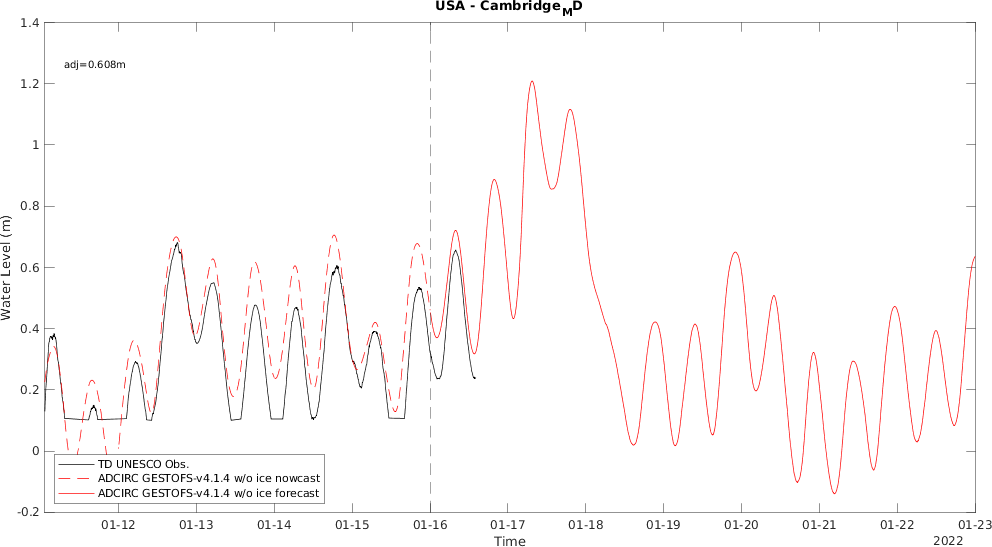 USA - Cambridge_MD
adj=0.608m
1.4
1.2
1
0.8
0.6
0.4
0.2
0
-0.2
Water Level (m)
TD UNESCO Obs.
ADCIRC GESTOFS-v4.1.4 w/o ice nowcast
ADCIRC GESTOFS-v4.1.4 w/o ice forecast
01-12 01-13 01-14 01-15 01-16 01-17 01-18 01-19 01-20 01-21 01-22 01-23
Time
2022